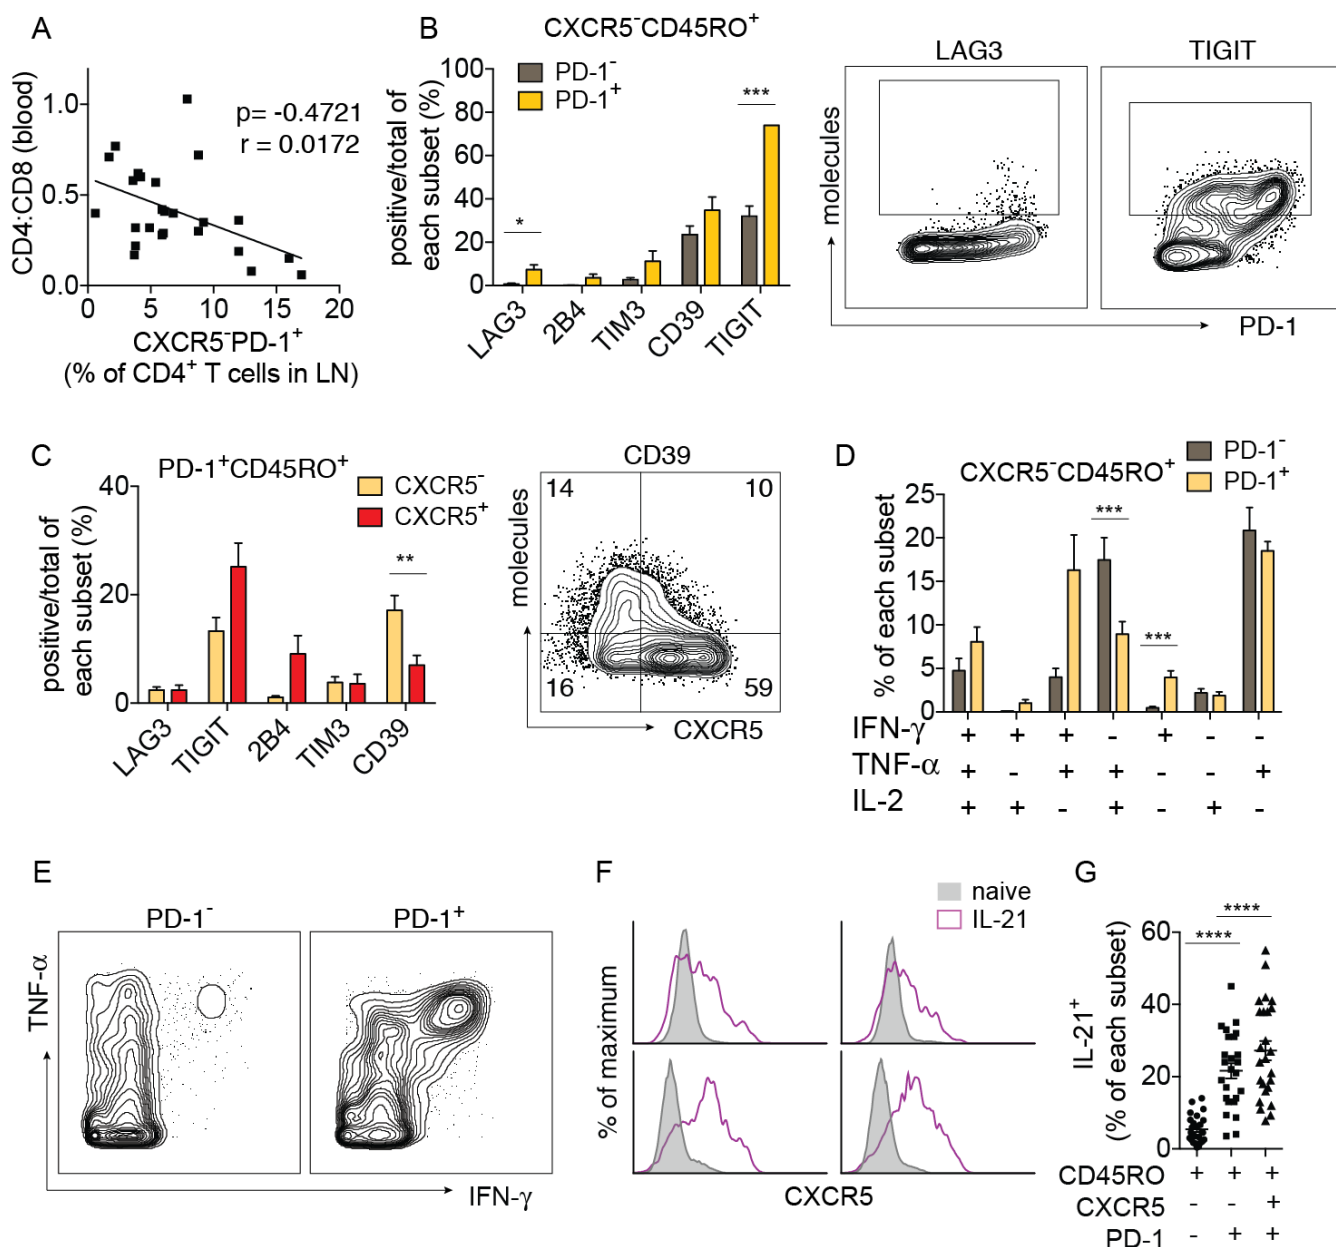 A
CD4:CD8 (blood)
1.0
0.5
0.0
0 5 10 15 20
p= -0.4721
r = 0.0172
CXCR5⁻PD-1⁺
(% of CD4⁺ T cells in LN)
B
CXCR5⁻CD45RO⁺
PD-1⁻
PD-1⁺
positive/total of
each subset (%)
100
80
60
40
20
0
*
***
LAG3 2B4 TIM3 CD39 TIGIT
LAG3 TIGIT
molecules
PD-1
C
PD-1⁺CD45RO⁺
CXCR5⁻
CXCR5⁺
positive/total of
each subset (%)
40
20
0
**
LAG3 TIGIT 2B4 TIM3 CD39
CD39
14 10
16 59
molecules
CXCR5
D
CXCR5⁻CD45RO⁺
PD-1⁻
PD-1⁺
% of each subset
25
20
15
10
5
0
***
***
IFN-γ + + + - + - -
TNF-α + - + + - - +
IL-2 + + - + - + -
E
PD-1⁻ PD-1⁺
TNF-α
IFN-γ
F
naive
IL-21
% of maximum
CXCR5
G
IL-21⁺
(% of each subset)
60
40
20
0
****
****
CD45RO + + +
CXCR5 - - +
PD-1 - + +